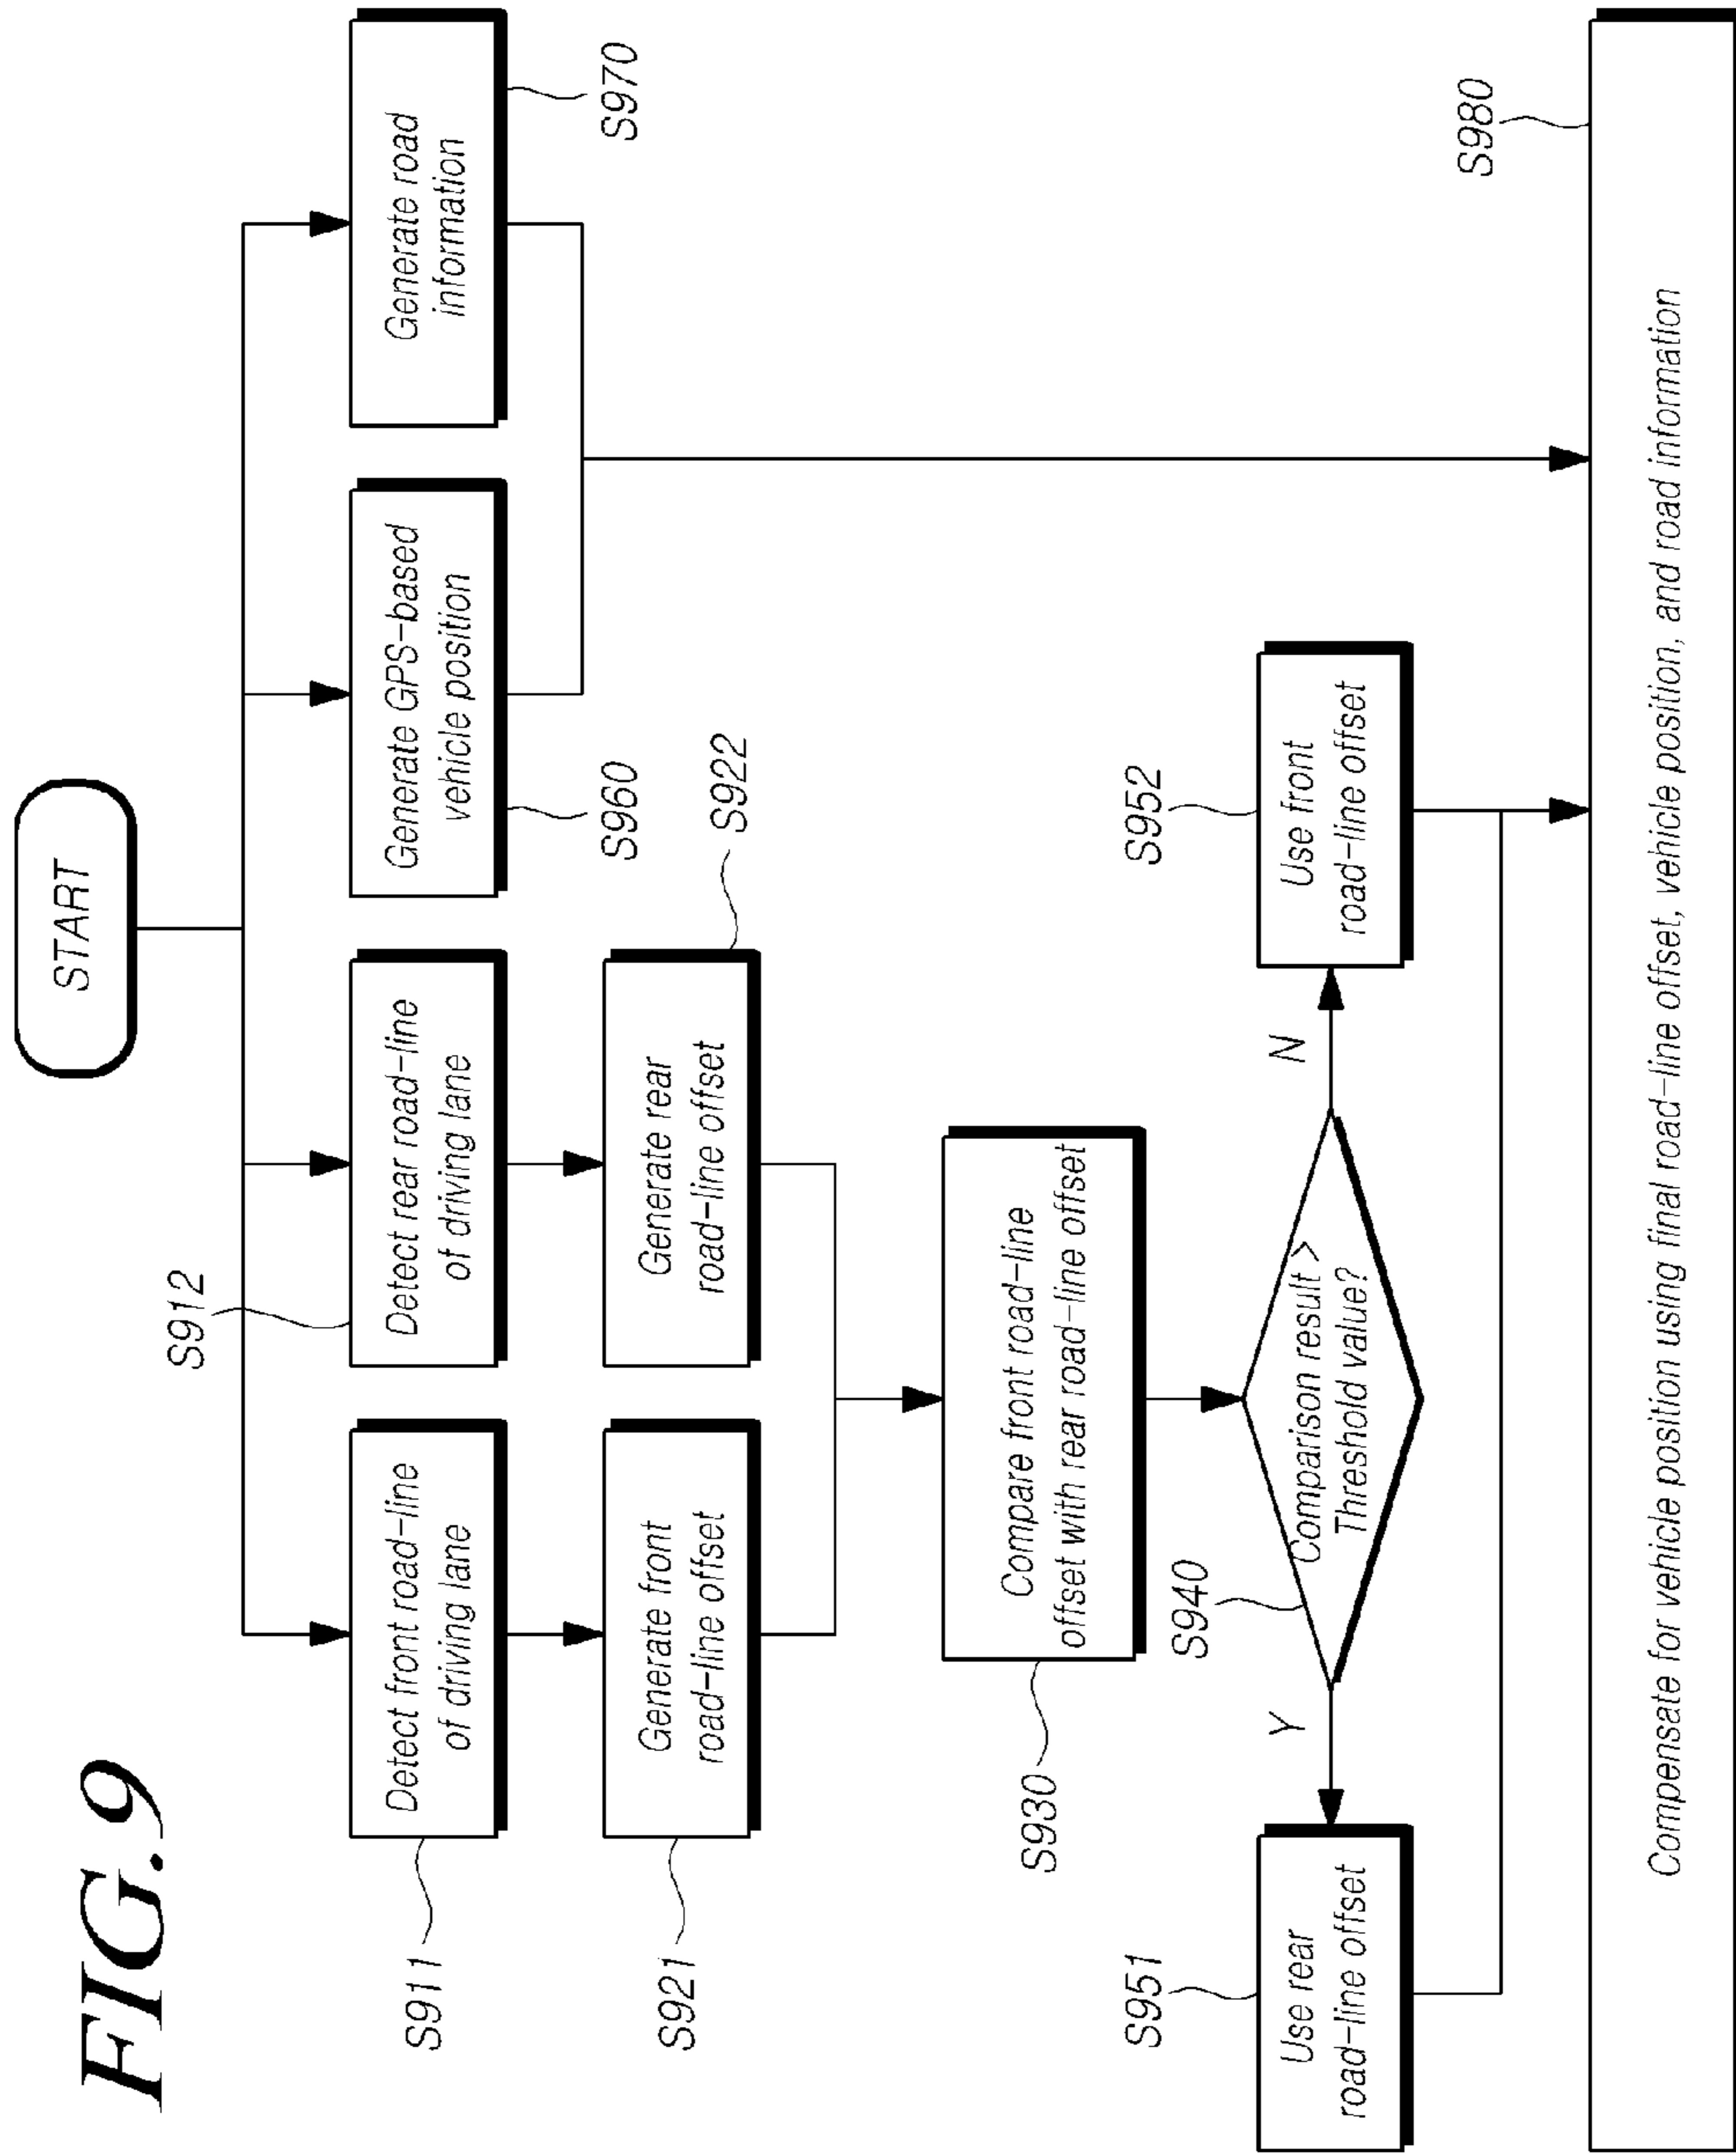 FIG.9
START
Detect front road-line
of driving lane
S911
Detect rear road-line
of driving lane
S912
Generate GPS-based
vehicle position
S960
Generate road
information
S970
Generate front
road-line offset
S921
Generate rear
road-line offset
S922
Compare front road-line
offset with rear road-line offset
S930
Comparison result >
Threshold value?
S940
Y
N
Use rear
road-line offset
S951
Use front
road-line offset
S952
Compensate for vehicle position using final road-line offset, vehicle position, and road information
S980